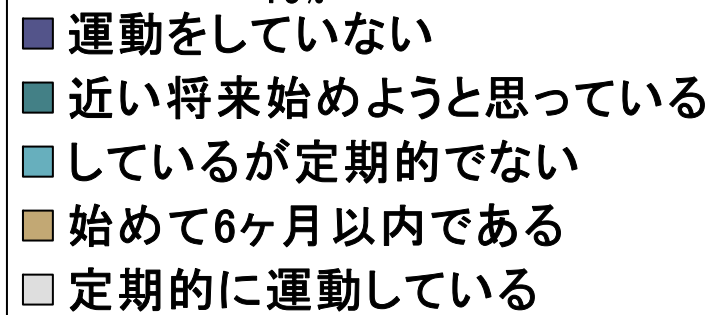 運動をしていない
近い将来始めようと思っている
しているが定期的でない
始めて6ヶ月以内である
定期的に運動している